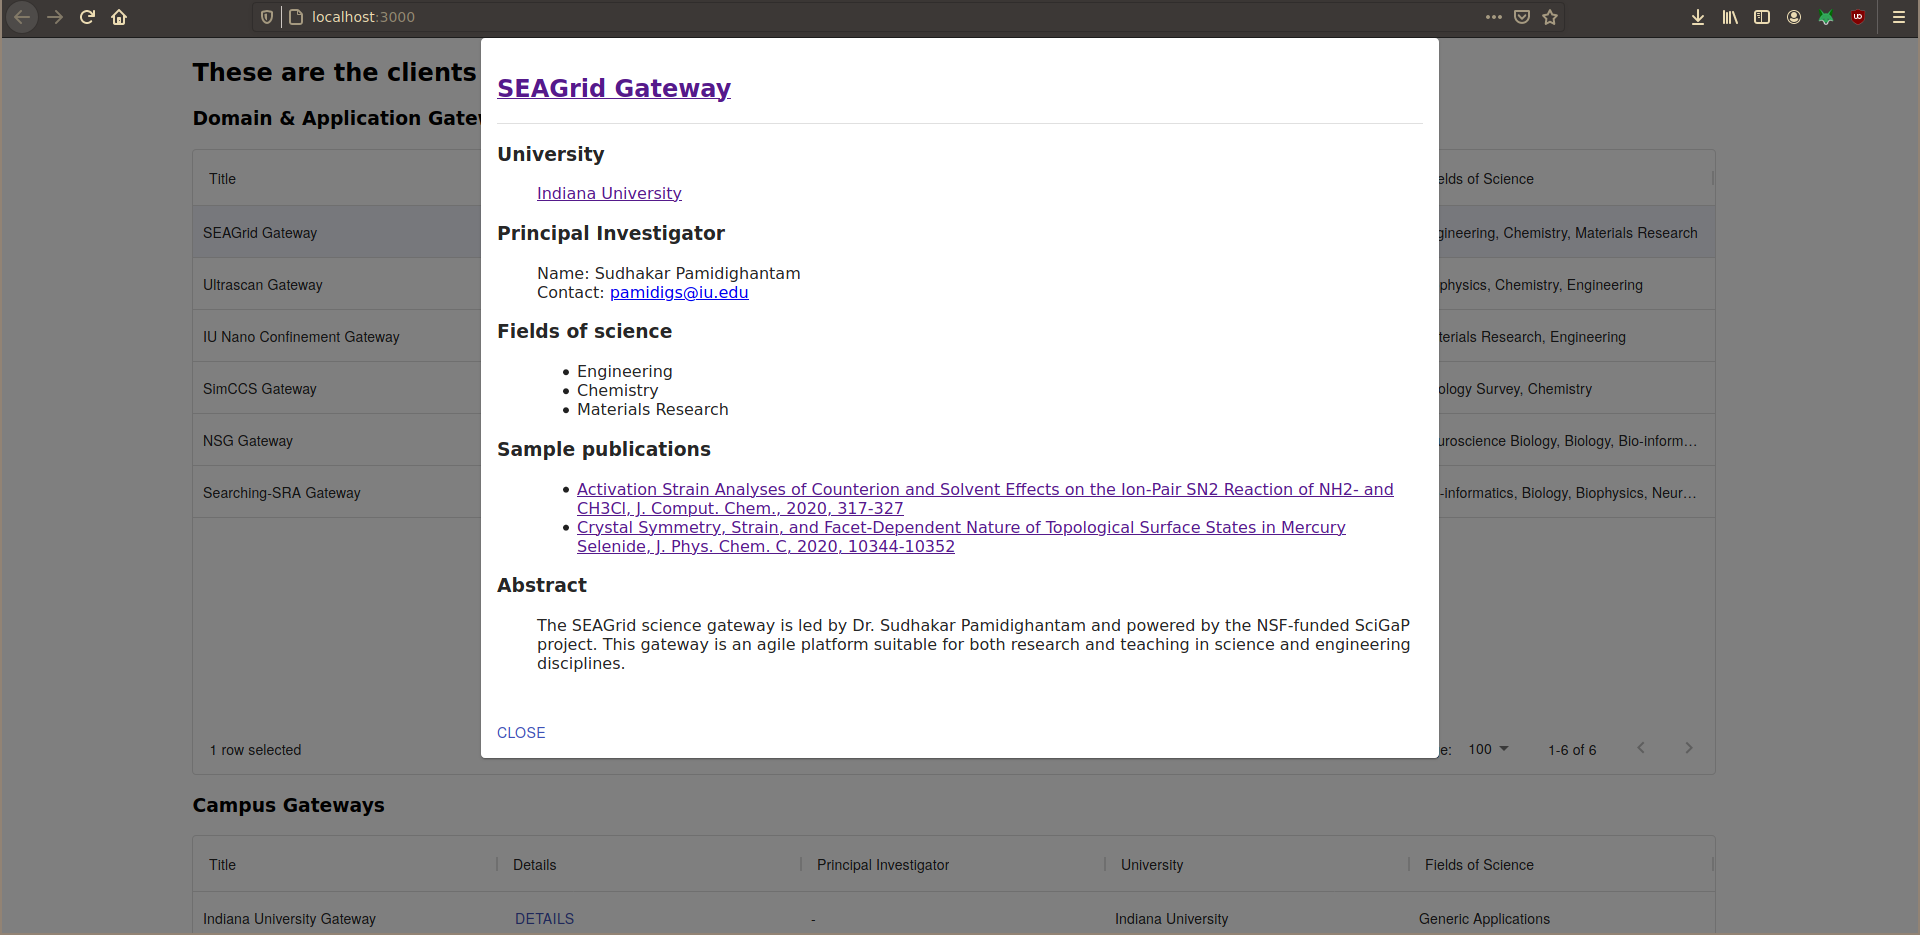 localhost:3000
These are the clients
Domain & Application Gatew
Title
elds of Science
SEAGrid Gateway
gineering, Chemistry, Materials Research
Ultrascan Gateway
physics, Chemistry, Engineering
IU Nano Confinement Gateway
terials Research, Engineering
SimCCS Gateway
ology Survey, Chemistry
NSG Gateway
uroscience Biology, Biology, Bio-inform...
Searching-SRA Gateway
-informatics, Biology, Biophysics, Neur...
1 row selected
e: 100 1-6 of 6
SEAGrid Gateway
University
Indiana University
Principal Investigator
Name: Sudhakar Pamidighantam
Contact: pamidigs@iu.edu
Fields of science
• Engineering
• Chemistry
• Materials Research
Sample publications
• Activation Strain Analyses of Counterion and Solvent Effects on the Ion-Pair SN2 Reaction of NH2- and
CH3Cl, J. Comput. Chem., 2020, 317-327
• Crystal Symmetry, Strain, and Facet-Dependent Nature of Topological Surface States in Mercury
Selenide, J. Phys. Chem. C, 2020, 10344-10352
Abstract
The SEAGrid science gateway is led by Dr. Sudhakar Pamidighantam and powered by the NSF-funded SciGaP
project. This gateway is an agile platform suitable for both research and teaching in science and engineering
disciplines.
CLOSE
Campus Gateways
Title Details Principal Investigator University Fields of Science
Indiana University Gateway DETAILS - Indiana University Generic Applications